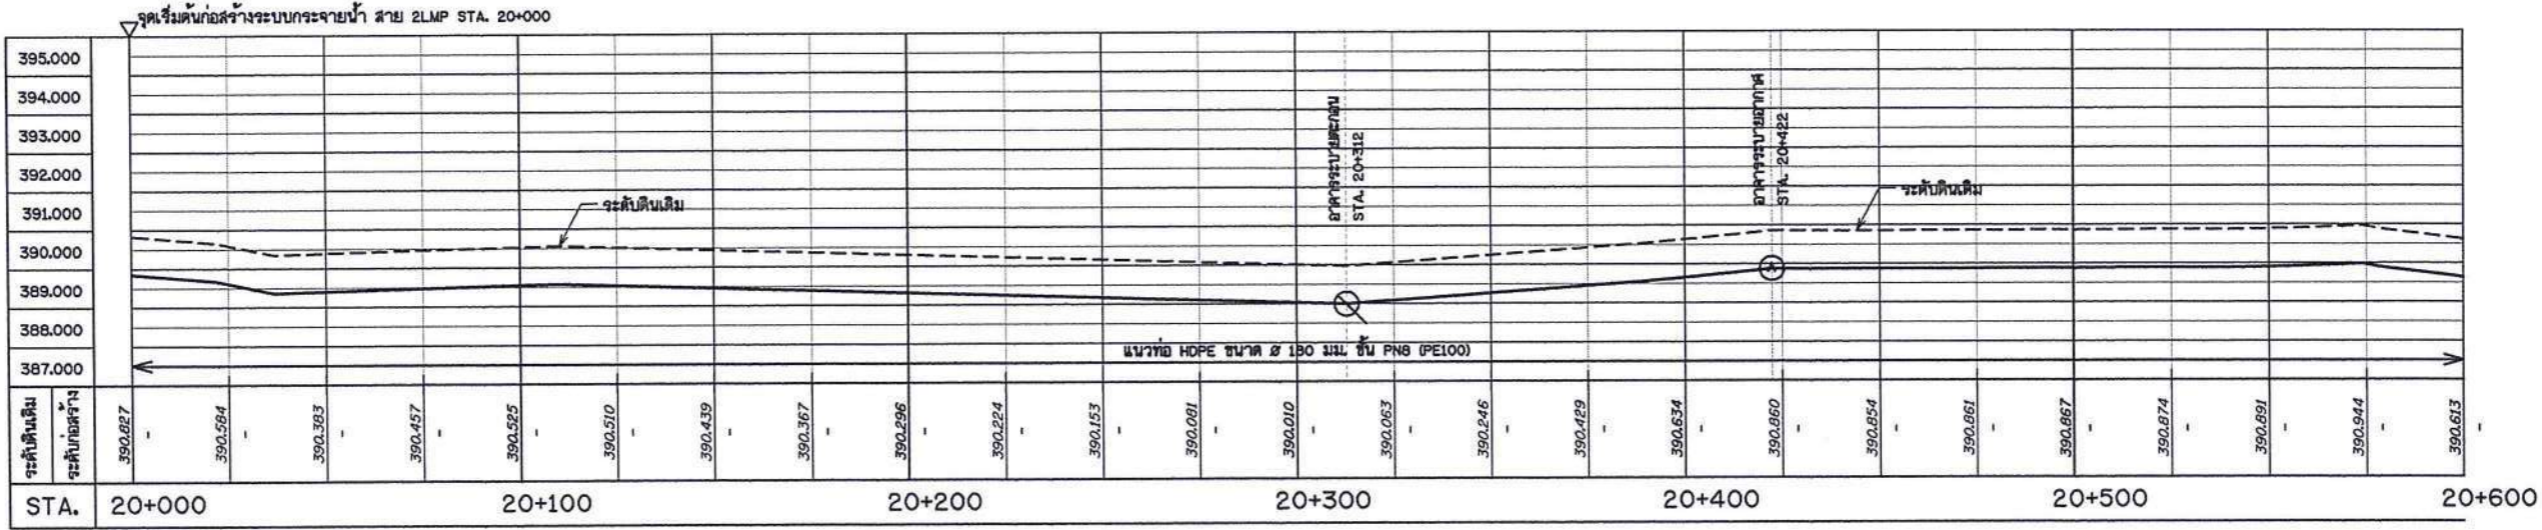 จุดเริ่มต้นก่อสร้างระบบกระจายน้ำ สาย 2LMP STA. 20+000
395.000
394.000
393.000
392.000
391.000
390.000
389.000
388.000
387.000
ระดับดินเดิม
อาคารระบายตะกอน
STA. 20+312
อาคารระบายอากาศ
STA. 20+422
ระดับดินเดิม
A
แนวท่อ HDPE ขนาด Ø 180 มม. ชั้น PN8 (PE100)
ระดับดินเดิม
390.827 390.584 390.383 390.457 390.525 390.510 390.439 390.367 390.296 390.224 390.153 390.081 390.010 390.063 390.246 390.429 390.634 390.860 390.854 390.861 390.867 390.874 390.891 390.944 390.613
ระดับก่อสร้าง
- - - - - - - - - - - - - - - - - - - - - - - - -
STA. 20+000 20+100 20+200 20+300 20+400 20+500 20+600